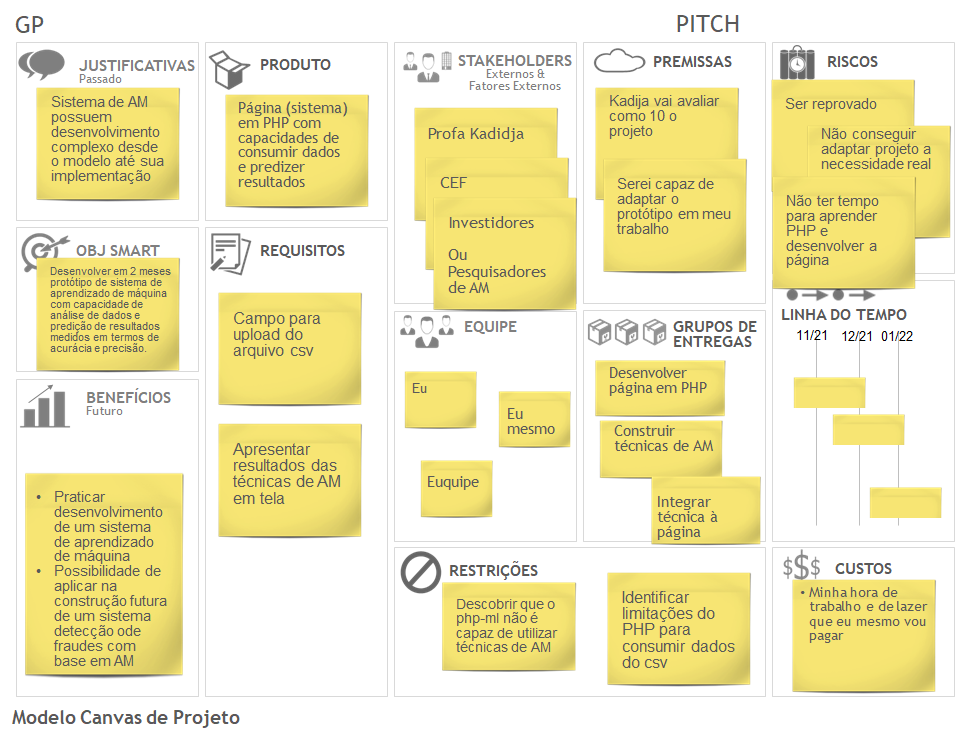 GP
PITCH
JUSTIFICATIVAS
Passado
Sistema de AM
possuem
desenvolvimento
complexo desde
o modelo até sua
implementação
OBJ SMART
Desenvolver em 2 meses
protótipo de sistema de
aprendizado de máquina
com capacidade de
análise de dados e
predição de resultados
medidos em termos de
acurácia e precisão.
BENEFÍCIOS
Futuro
• Praticar
desenvolvimento
de um sistema
de aprendizado
de máquina
• Possibilidade de
aplicar na
construção futura
de um sistema
detecção ode
fraudes com
base em AM
PRODUTO
Página (sistema)
em PHP com
capacidades de
consumir dados
e predizer
resultados
REQUISITOS
Campo para
upload do
arquivo csv
Apresentar
resultados das
técnicas de AM
em tela
STAKEHOLDERS
Externos &
Fatores Externos
Profa Kadidja
CEF
Investidores
Ou
Pesquisadores
de AM
EQUIPE
Eu
Eu
mesmo
Euquipe
PREMISSAS
Kadija vai avaliar
como 10 o
projeto
Serei capaz de
adaptar o
protótipo em meu
trabalho
GRUPOS DE
ENTREGAS
Desenvolver
página em PHP
Construir
técnicas de AM
Integrar
técnica à
página
RISCOS
Ser reprovado
Não conseguir
adaptar projeto a
necessidade real
Não ter tempo
para aprender
PHP e
desenvolver a
página
LINHA DO TEMPO
11/21 12/21 01/22
RESTRIÇÕES
Descobrir que o
php-ml não é
capaz de utilizar
técnicas de AM
Identificar
limitações do
PHP para
consumir dados
do csv
$$$ CUSTOS
• Minha hora de
trabalho e de lazer
que eu mesmo vou
pagar
Modelo Canvas de Projeto